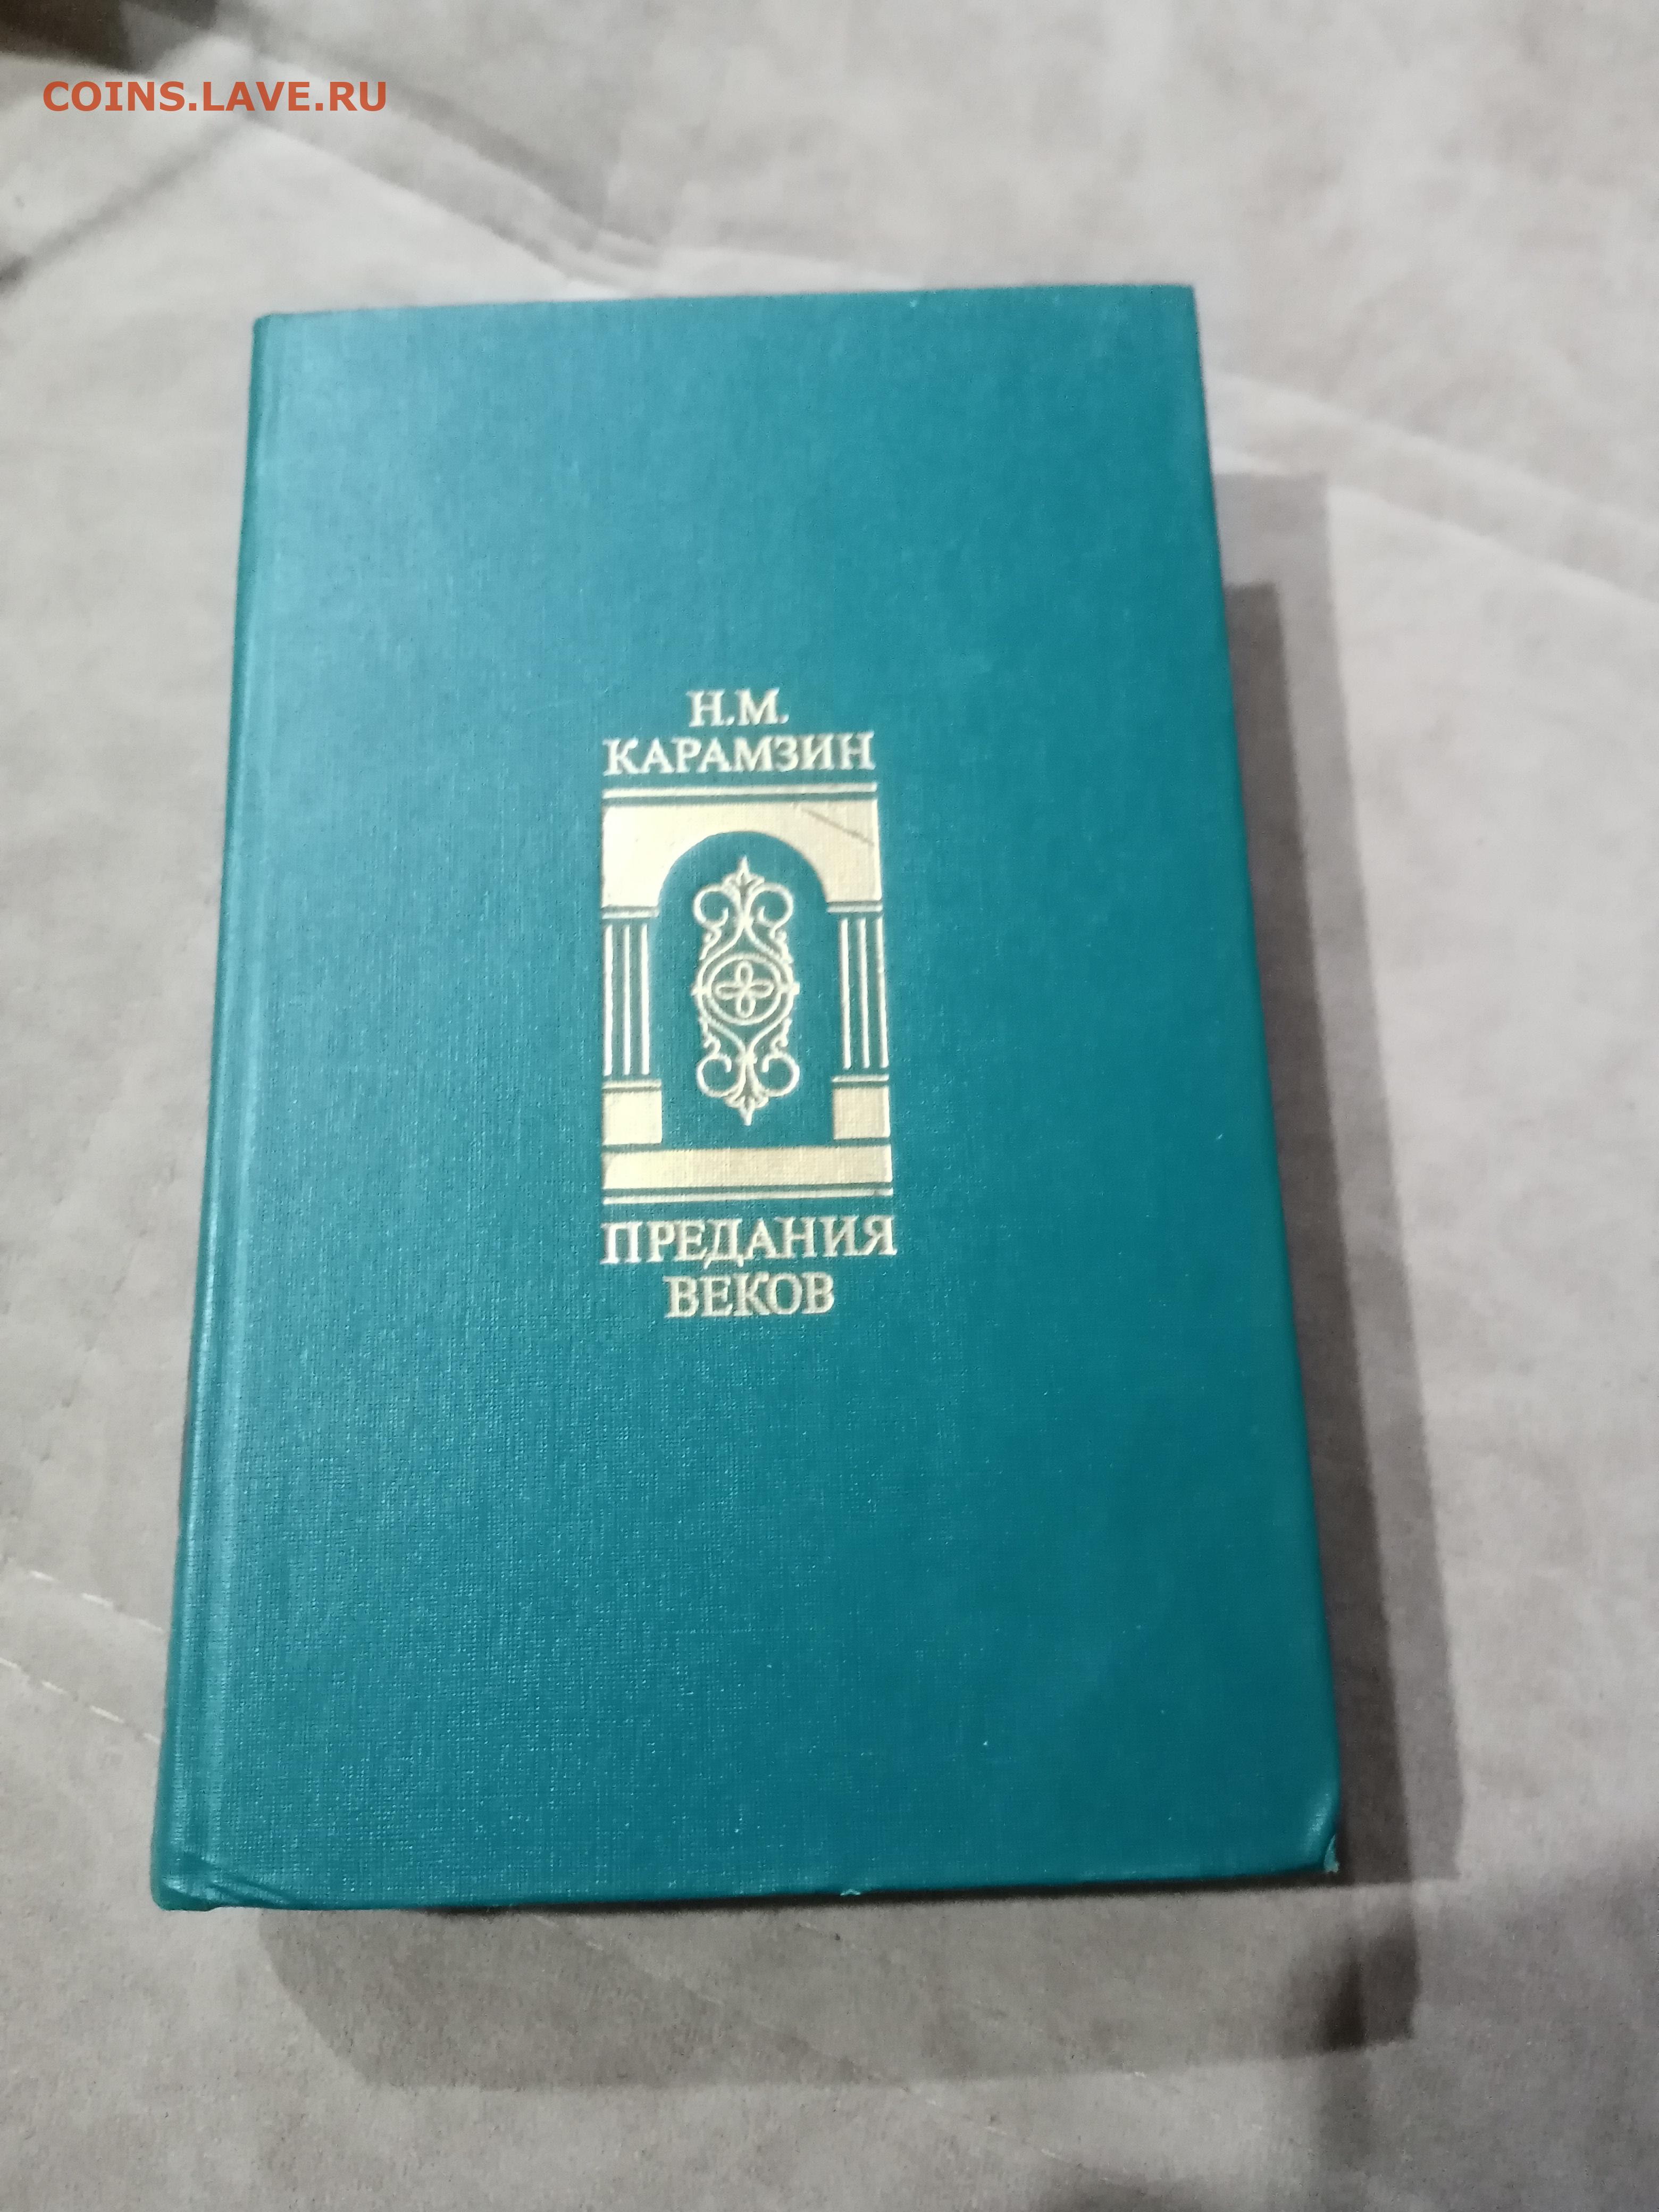 COINS.LAVE.RU
Н.М.
КАРАМЗИН
ПРЕДАНИЯ
ВЕКОВ